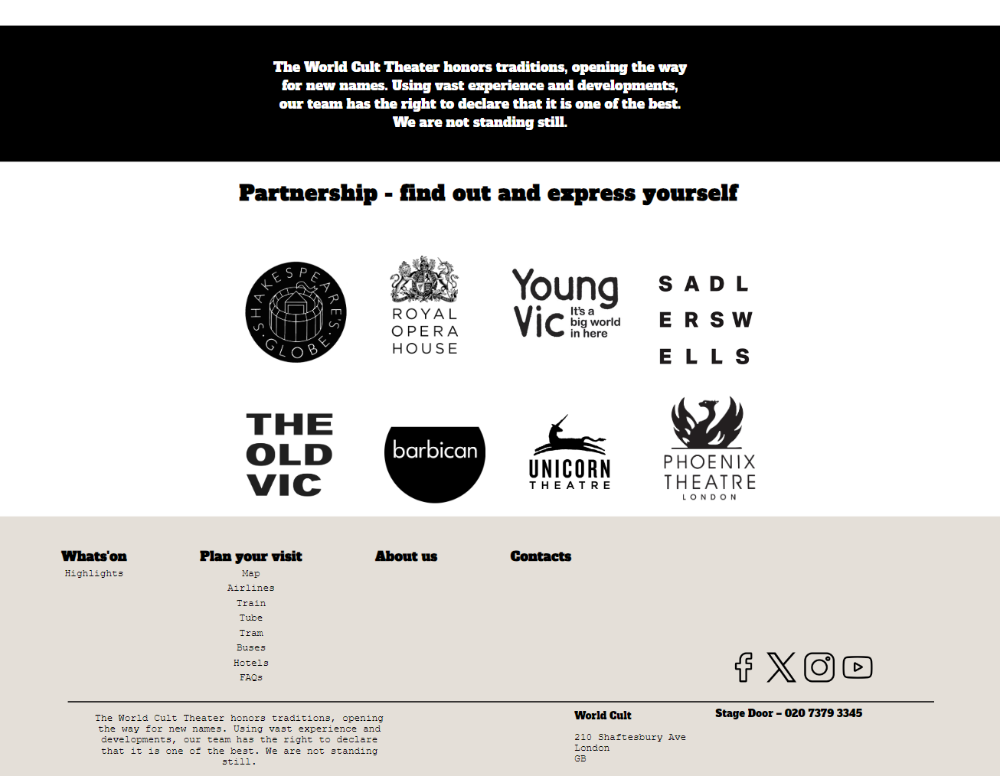 The World Cult Theater honors traditions, opening the way
for new names. Using vast experience and developments,
our team has the right to declare that it is one of the best.
We are not standing still.
Partnership - find out and express yourself
SHAKESPEARE'S · GLOBE ·
ROYAL
OPERA
HOUSE
Young
Vic
It's a
big world
in here
SADL
ERSW
ELLS
THE
OLD
VIC
barbican
UNICORN
THEATRE
PHOENIX
THEATRE
LONDON
Whats'on
Highlights
Plan your visit
Map
Airlines
Train
Tube
Tram
Buses
Hotels
FAQs
About us
Contacts
The World Cult Theater honors traditions, opening
the way for new names. Using vast experience and
developments, our team has the right to declare
that it is one of the best. We are not standing
still.
World Cult
210 Shaftesbury Ave
London
GB
Stage Door – 020 7379 3345